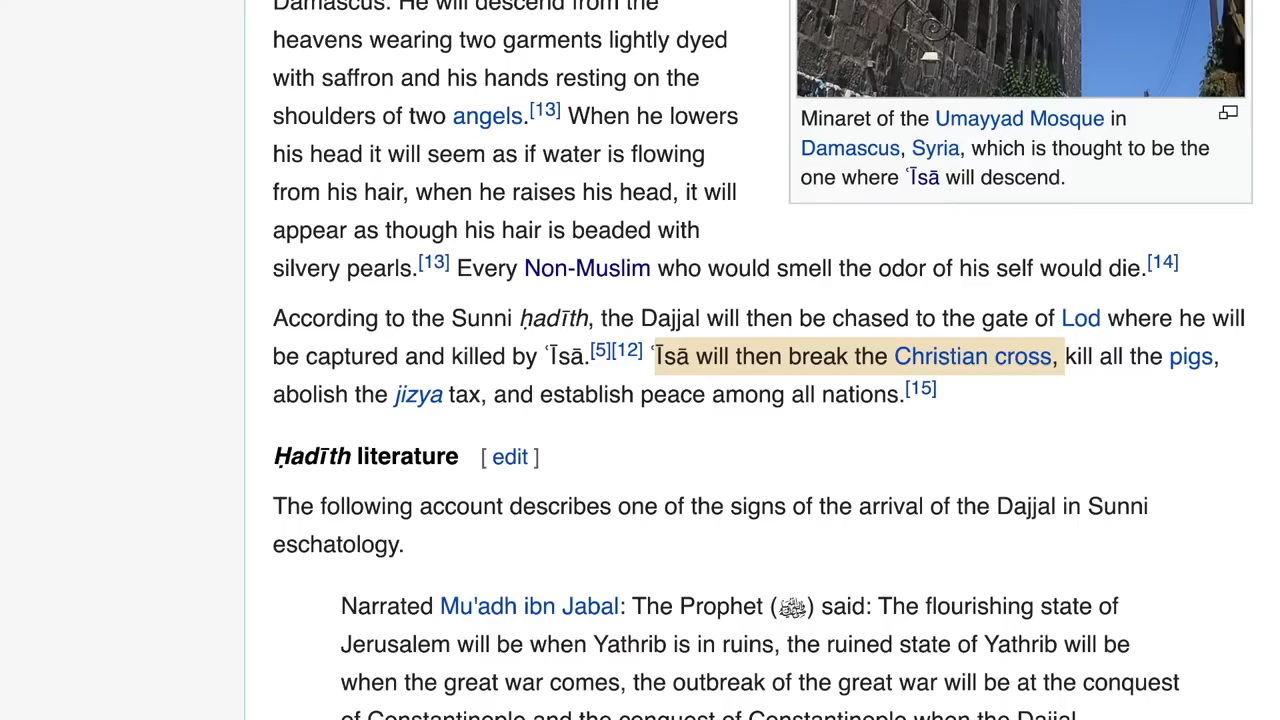 Damascus. He will descend from the
heavens wearing two garments lightly dyed
with saffron and his hands resting on the
shoulders of two angels.[13] When he lowers
his head it will seem as if water is flowing
from his hair, when he raises his head, it will
appear as though his hair is beaded with
silvery pearls.[13] Every Non-Muslim who would smell the odor of his self would die.[14]
Minaret of the Umayyad Mosque in
Damascus, Syria, which is thought to be the
one where ʿĪsā will descend.
According to the Sunni ḥadīth, the Dajjal will then be chased to the gate of Lod where he will
be captured and killed by ʿĪsā.[5][12] ʿĪsā will then break the Christian cross, kill all the pigs,
abolish the jizya tax, and establish peace among all nations.[15]
Ḥadīth literature [ edit ]
The following account describes one of the signs of the arrival of the Dajjal in Sunni
eschatology.
Narrated Mu'adh ibn Jabal: The Prophet (ﷺ) said: The flourishing state of
Jerusalem will be when Yathrib is in ruins, the ruined state of Yathrib will be
when the great war comes, the outbreak of the great war will be at the conquest
of Constantinople and the conquest of Constantinople when the Dajjal